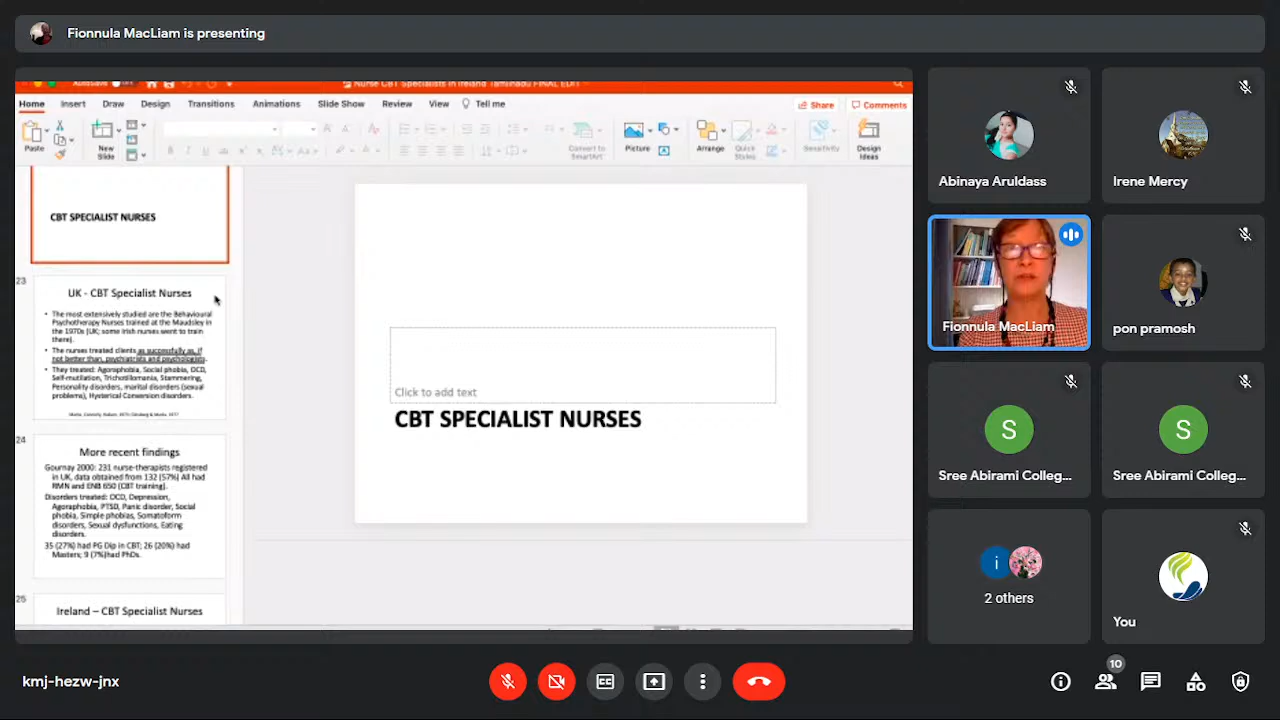 Fionnula MacLiam is presenting
Nurse CBT Specialists in Ireland Tamilnadu FINAL EDIT
Home Insert Draw Design Transitions Animations Slide Show Review View Tell me
Share Comments
Paste New Slide Convert to SmartArt Picture Arrange Quick Styles Sensitivity Design Ideas
CBT SPECIALIST NURSES
23
UK - CBT Specialist Nurses
• The most extensively studied are the Behavioural
Psychotherapy Nurses trained at the Maudsley in
the 1970s (UK; some Irish nurses went to train
there).
• The nurses treated clients as successfully as, if
not better than, psychiatrists and psychologists.
• They treated: Agoraphobia, Social phobia, OCD,
Self-mutilation, Trichotillomania, Stammering,
Personality disorders, marital disorders (sexual
problems), Hysterical Conversion disorders.
24
More recent findings
Gournay 2000: 231 nurse-therapists registered
in UK, data obtained from 132 (57%) All had
RMN and ENB 650 (CBT training).
Disorders treated: OCD, Depression,
Agoraphobia, PTSD, Panic disorder, Social
phobia, Simple phobias, Somatoform
disorders, Sexual dysfunctions, Eating
disorders.
35 (27%) had PG Dip in CBT; 26 (20%) had
Masters; 9 (7%)had PhDs.
25
Ireland – CBT Specialist Nurses
Click to add text
CBT SPECIALIST NURSES
Abinaya Aruldass
Irene Mercy
Fionnula MacLiam
pon pramosh
S
Sree Abirami Colleg...
S
Sree Abirami Colleg...
i
2 others
You
kmj-hezw-jnx
CC
10